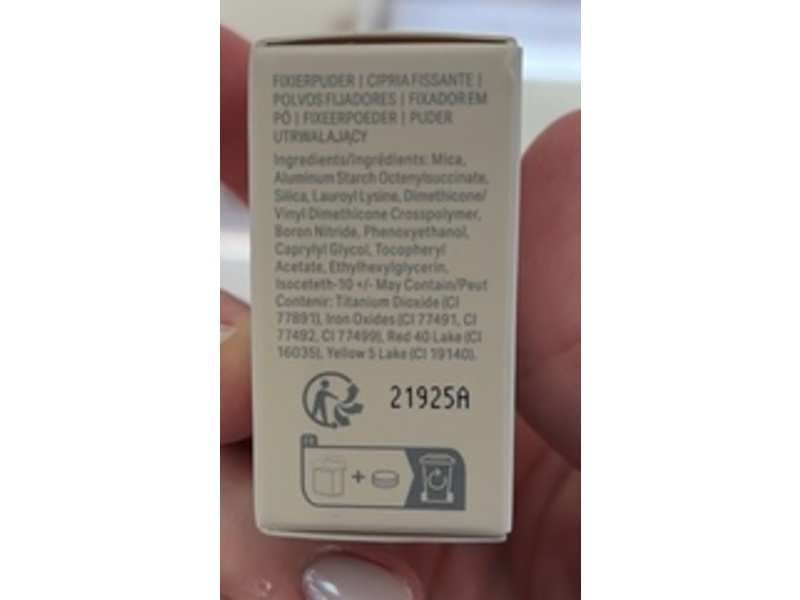 FIXIERPUDER | CIPRIA FISSANTE |
POLVOS FIJADORES | FIXADOR EM
PÓ | FIXEERPOEDER | PUDER
UTRWALAJĄCY
Ingredients/Ingrédients: Mica,
Aluminum Starch Octenylsuccinate,
Silica, Lauroyl Lysine, Dimethicone/
Vinyl Dimethicone Crosspolymer,
Boron Nitride, Phenoxyethanol,
Caprylyl Glycol, Tocopheryl
Acetate, Ethylhexylglycerin,
Isoceteth-10 +/- May Contain/Peut
Contenir: Titanium Dioxide (CI
77891), Iron Oxides (CI 77491, CI
77492, CI 77499), Red 40 Lake (CI
16035), Yellow 5 Lake (CI 19140).
21925A
FR
+